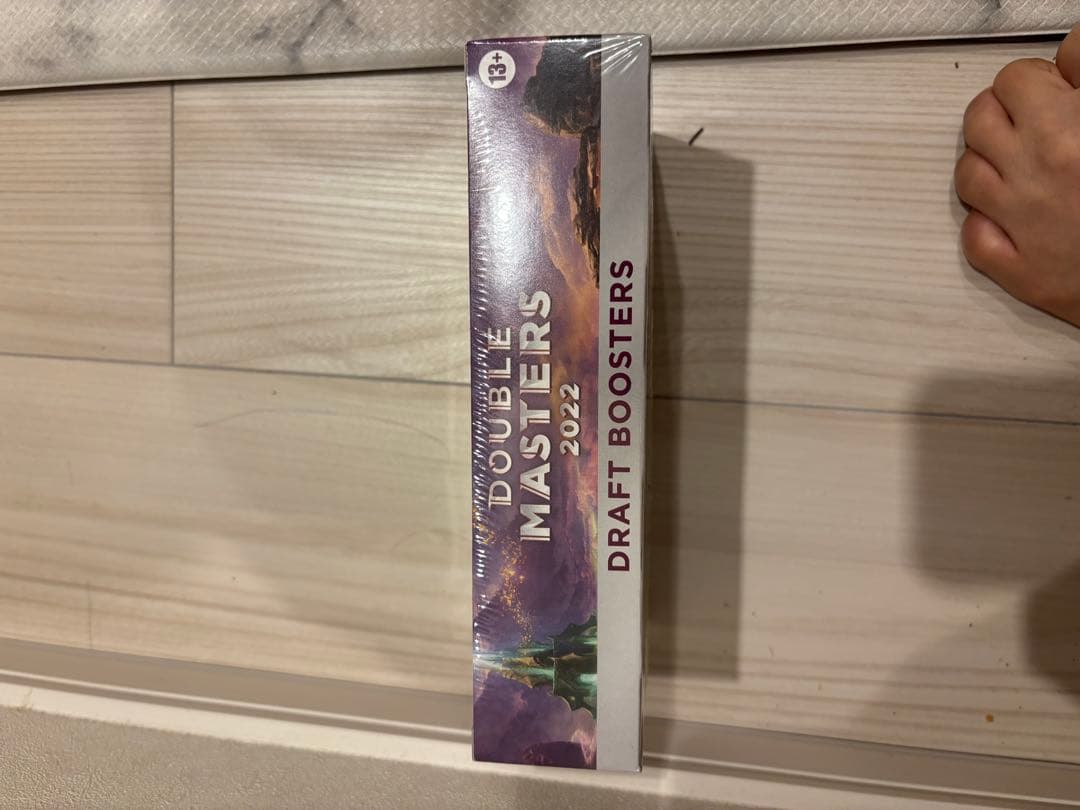 DOUBLE
MASTERS
2022
DRAFT BOOSTERS
13+